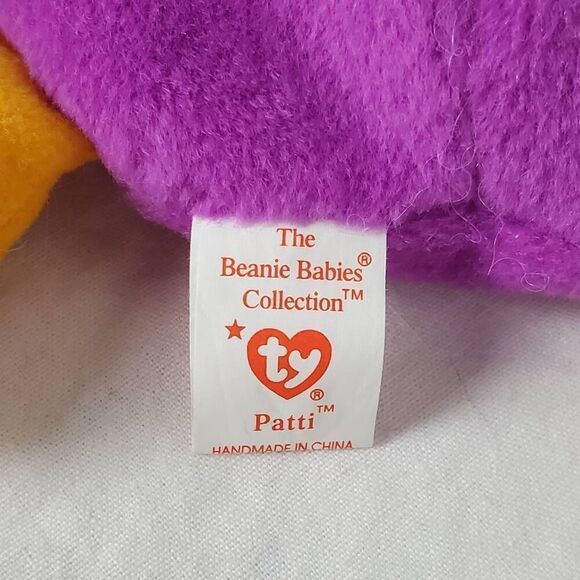 The
Beanie Babies®
Collection™
ty®
Patti™
HANDMADE IN CHINA